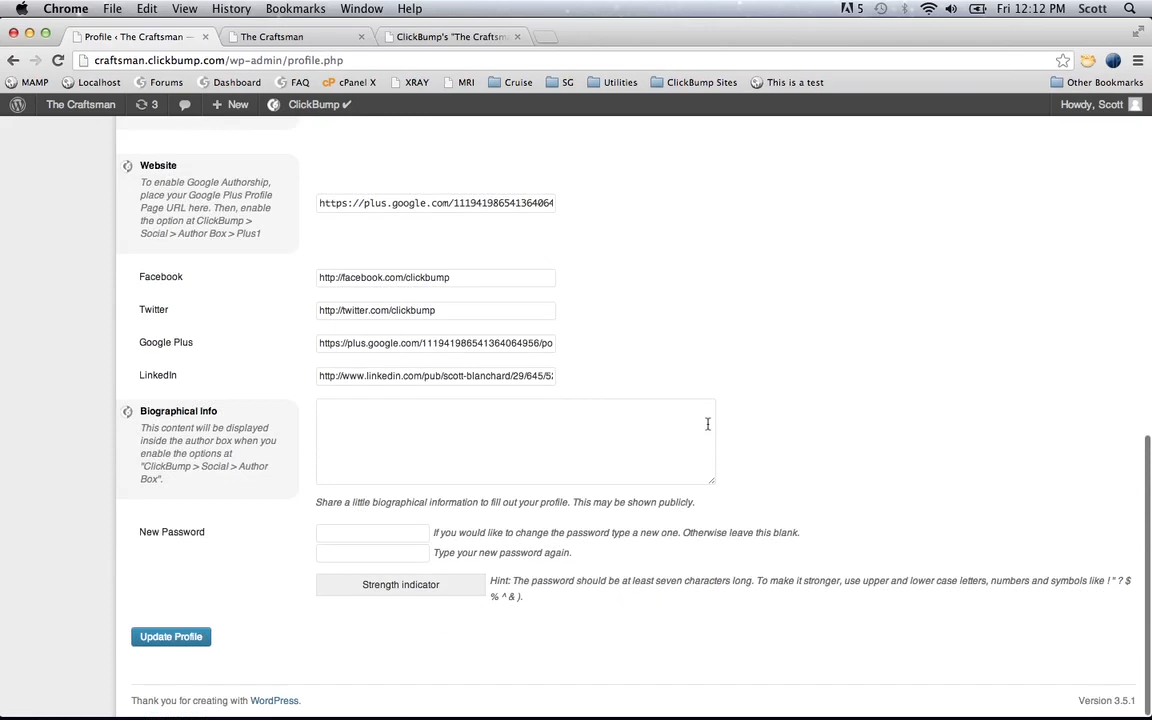 Chrome File Edit View History Bookmarks Window Help 5 Fri 12:12 PM Scott
Profile ‹ The Craftsman — The Craftsman ClickBump's "The Craftsm
craftsman.clickbump.com/wp-admin/profile.php
MAMP Localhost Forums Dashboard FAQ cPanel X XRAY MRI Cruise SG Utilities ClickBump Sites This is a test Other Bookmarks
The Craftsman 3 + New ClickBump ✔ Howdy, Scott
Website
To enable Google Authorship,
place your Google Plus Profile
Page URL here. Then, enable
the option at ClickBump >
Social > Author Box > Plus1
https://plus.google.com/111941986541364064
Facebook http://facebook.com/clickbump
Twitter http://twitter.com/clickbump
Google Plus https://plus.google.com/111941986541364064956/po
LinkedIn http://www.linkedin.com/pub/scott-blanchard/29/645/52
Biographical Info
This content will be displayed
inside the author box when you
enable the options at
"ClickBump > Social > Author
Box".
Share a little biographical information to fill out your profile. This may be shown publicly.
New Password If you would like to change the password type a new one. Otherwise leave this blank.
Type your new password again.
Strength indicator Hint: The password should be at least seven characters long. To make it stronger, use upper and lower case letters, numbers and symbols like ! " ? $
% ^ & ).
Update Profile
Thank you for creating with WordPress. Version 3.5.1